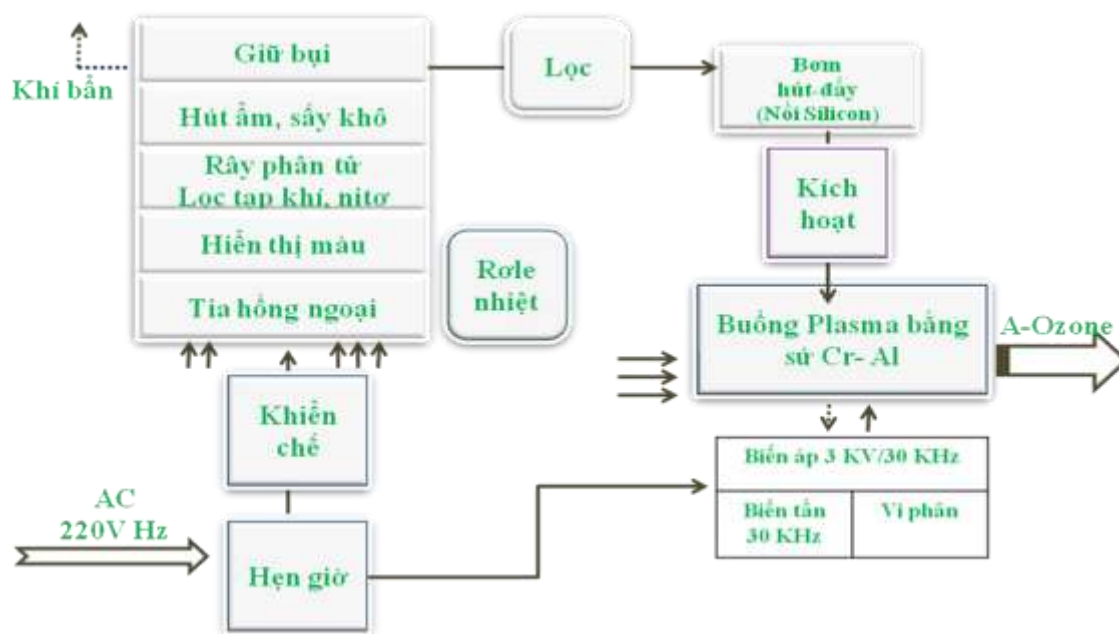 Giữ bụi
Khí bẩn
Hút ẩm, sấy khô
Rây phân tử
Lọc tạp khí, nitơ
Hiển thị màu
Tia hồng ngoại
Rơle
nhiệt
Lọc
Bơm
hút-đẩy
(Nồi Silicon)
Kích
hoạt
Buồng Plasma bằng
sứ Cr- Al
A-Ozone
Khiển
chế
AC
220V Hz
Hẹn giờ
Biến áp 3 KV/30 KHz
Biến tần
30 KHz
Vi phân